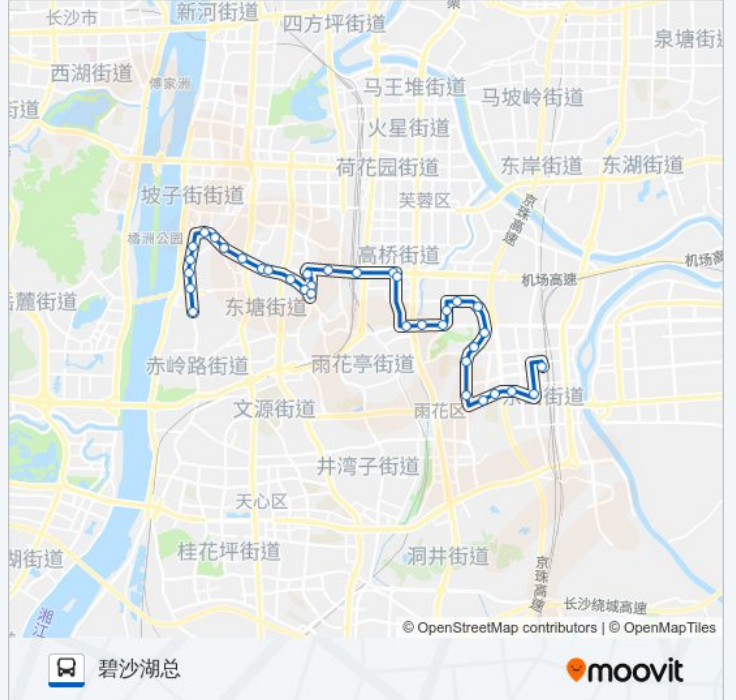 长沙市
新河街道
四方坪街道
泉塘街道
西湖街道
傅家洲
马王堆街道
马坡岭街道
街道
火星街道
荷花园街道
东岸街道
东湖街道
坡子街街道
芙蓉区
京珠高速
橘洲公园
高桥街道
机场高速
机场高
岳麓街道
东塘街道
赤岭路街道
雨花亭街道
文源街道
雨花区
街道
井湾子街道
天心区
桂花坪街道
洞井街道
湖街道
京珠高速
长沙绕城高速
湘江
© OpenStreetMap contributors | © OpenMapTiles
碧沙湖总
moovit